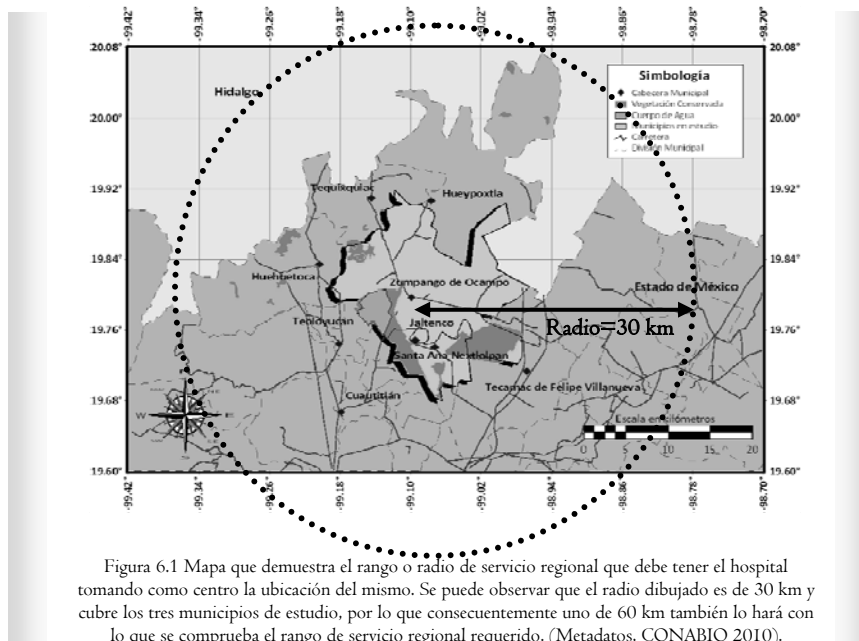 -99.42° -99.34° -99.26° -99.18° -99.10° -99.02° -98.94° -98.86° -98.78° -98.70°
20.08° 20.08°
Simbología
Cabecera Municipal
Hidalgo
Vegetación Conservada
Cuerpo de Agua
20.00° 20.00°
Municipios en estudio
Carretera
División Municipal
19.92° 19.92°
Tequixquiac Hueypoxtla
19.84° 19.84°
Huehuetoca Zumpango de Ocampo Estado de México
Teoloyucan Jaltenco Radio=30 km
19.76° 19.76°
Santa Ana Nextlalpan
Tecamac de Felipe Villanueva
19.68° Cuautitlán 19.68°
Escala en kilómetros
W E
0 5 10 15 20
19.60° 19.60°
-99.42° -99.34° -99.26° -99.18° -99.10° -99.02° -98.94° -98.86° -98.78° -98.70°
Figura 6.1 Mapa que demuestra el rango o radio de servicio regional que debe tener el hospital
tomando como centro la ubicación del mismo. Se puede observar que el radio dibujado es de 30 km y
cubre los tres municipios de estudio, por lo que consecuentemente uno de 60 km también lo hará con
lo que se comprueba el rango de servicio regional requerido. (Metadatos. CONABIO 2010).